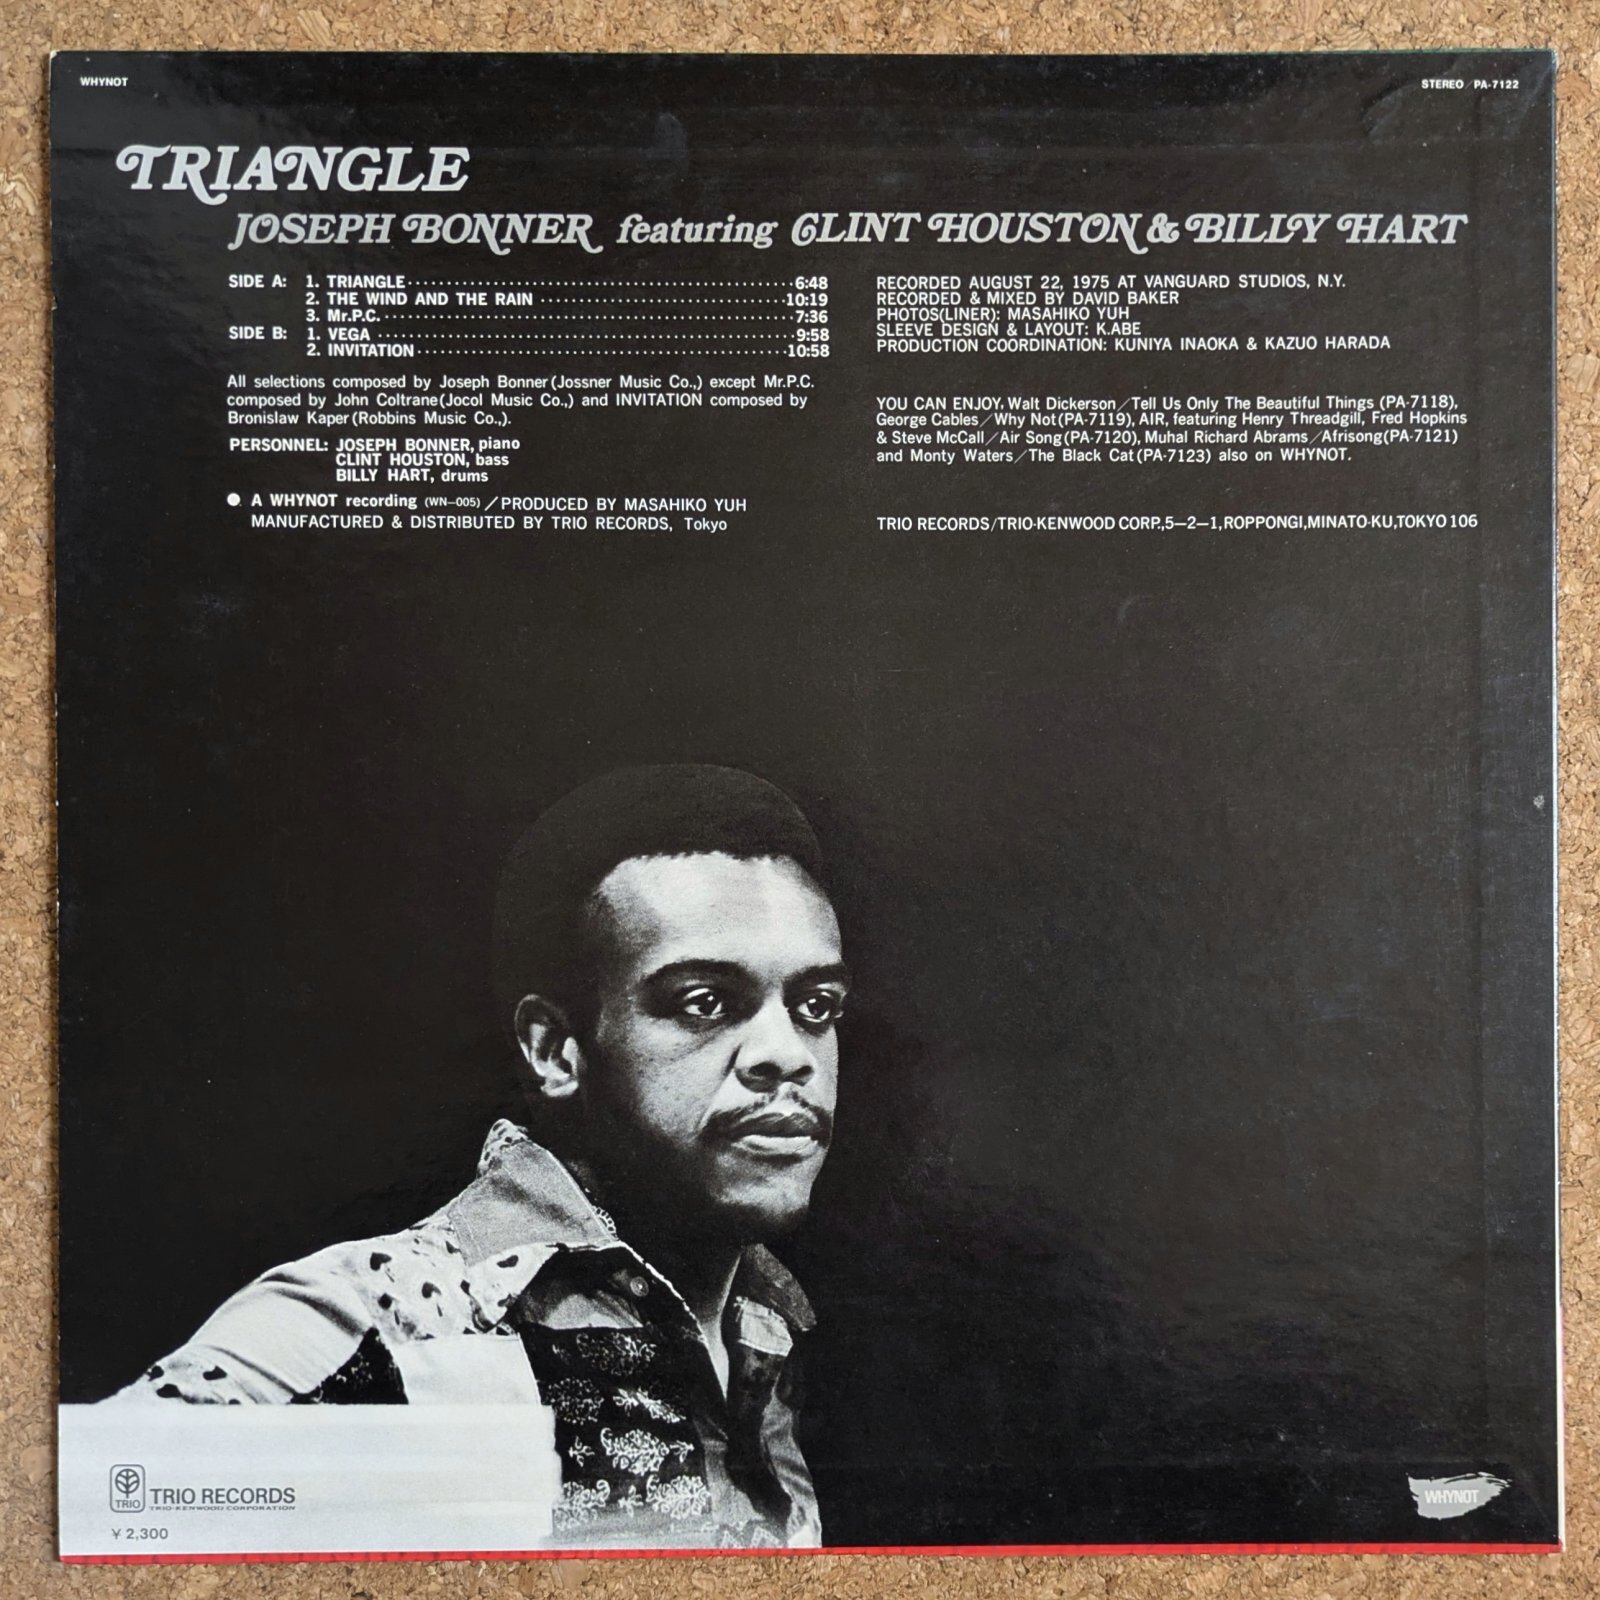 WHYNOT
STEREO/PA-7122
TRIANGLE
JOSEPH BONNER featuring CLINT HOUSTON & BILLY HART
SIDE A: 1. TRIANGLE 6:48
2. THE WIND AND THE RAIN 10:19
3. Mr.P.C. 7:36
SIDE B: 1. VEGA 9:58
2. INVITATION 10:58
All selections composed by Joseph Bonner (Jossner Music Co.,) except Mr.P.C.
composed by John Coltrane (Jocol Music Co.,) and INVITATION composed by
Bronislaw Kaper (Robbins Music Co.,).
PERSONNEL: JOSEPH BONNER, piano
CLINT HOUSTON, bass
BILLY HART, drums
● A WHYNOT recording (WN–005)/PRODUCED BY MASAHIKO YUH
MANUFACTURED & DISTRIBUTED BY TRIO RECORDS, Tokyo
RECORDED AUGUST 22, 1975 AT VANGUARD STUDIOS, N.Y.
RECORDED & MIXED BY DAVID BAKER
PHOTOS(LINER): MASAHIKO YUH
SLEEVE DESIGN & LAYOUT: K.ABE
PRODUCTION COORDINATION: KUNIYA INAOKA & KAZUO HARADA
YOU CAN ENJOY, Walt Dickerson/Tell Us Only The Beautiful Things (PA-7118),
George Cables/Why Not(PA-7119), AIR, featuring Henry Threadgill, Fred Hopkins
& Steve McCall/Air Song(PA-7120), Muhal Richard Abrams/Afrisong(PA-7121)
and Monty Waters/The Black Cat(PA-7123) also on WHYNOT.
TRIO RECORDS/TRIO-KENWOOD CORP.,5–2–1,ROPPONGI,MINATO-KU,TOKYO 106
TRIO
TRIO RECORDS
TRIO-KENWOOD CORPORATION
¥ 2,300
WHYNOT